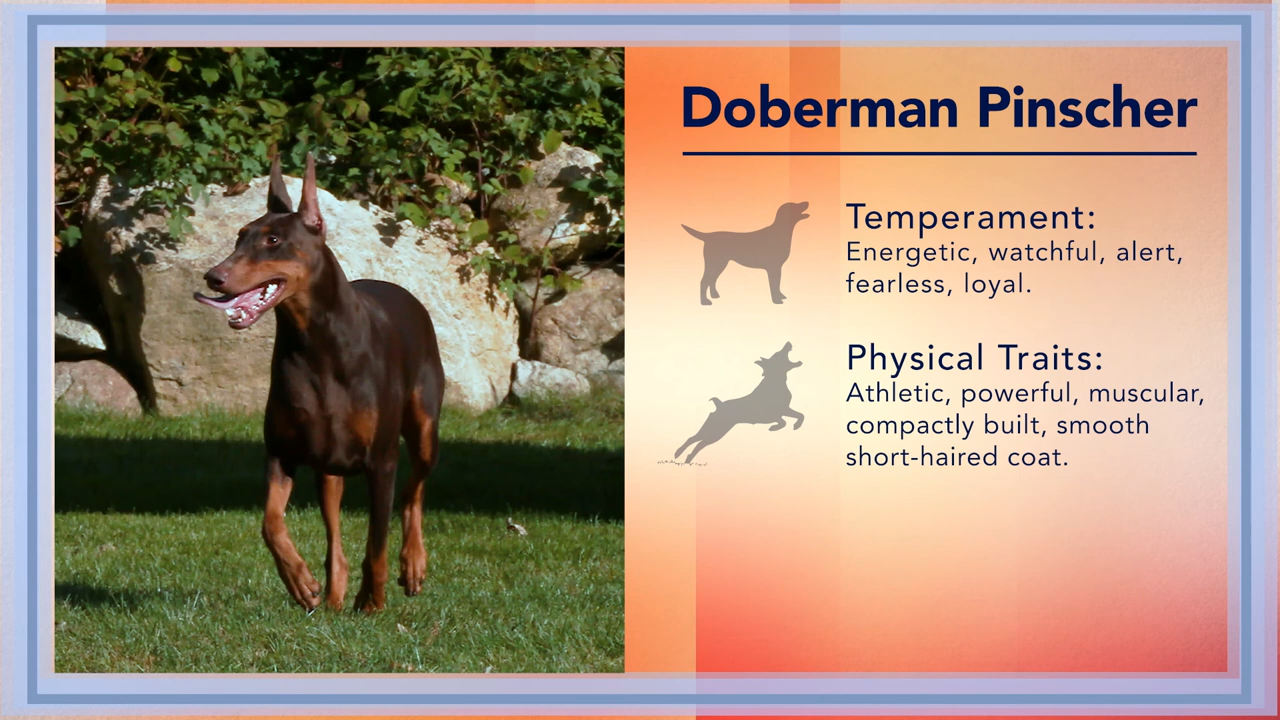 Doberman Pinscher
Temperament:
Energetic, watchful, alert,
fearless, loyal.
Physical Traits:
Athletic, powerful, muscular,
compactly built, smooth
short-haired coat.